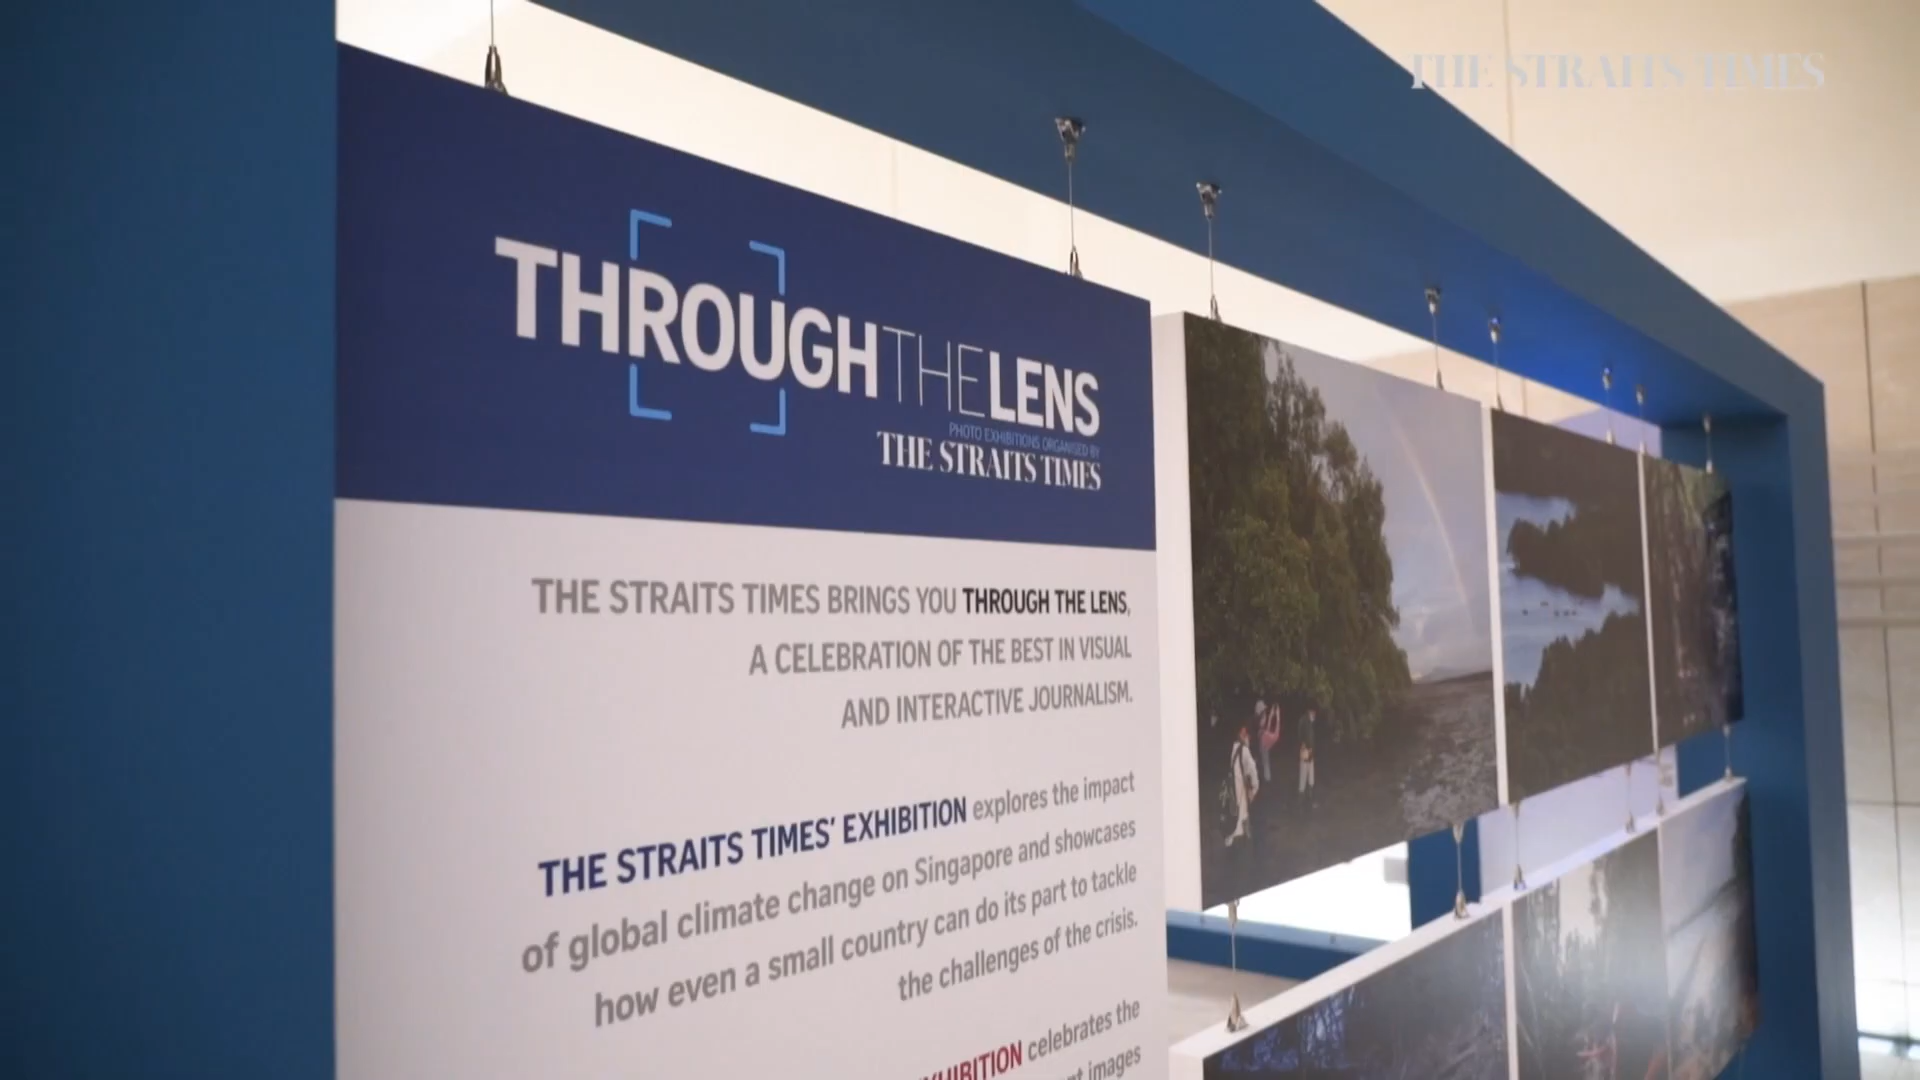 THE STRAITS TIMES
THROUGHTHELENS
PHOTO EXHIBITIONS ORGANISED BY
THE STRAITS TIMES
THE STRAITS TIMES BRINGS YOU THROUGH THE LENS,
A CELEBRATION OF THE BEST IN VISUAL
AND INTERACTIVE JOURNALISM.
THE STRAITS TIMES’ EXHIBITION explores the impact
of global climate change on Singapore and showcases
how even a small country can do its part to tackle
the challenges of the crisis.
celebrates the
images